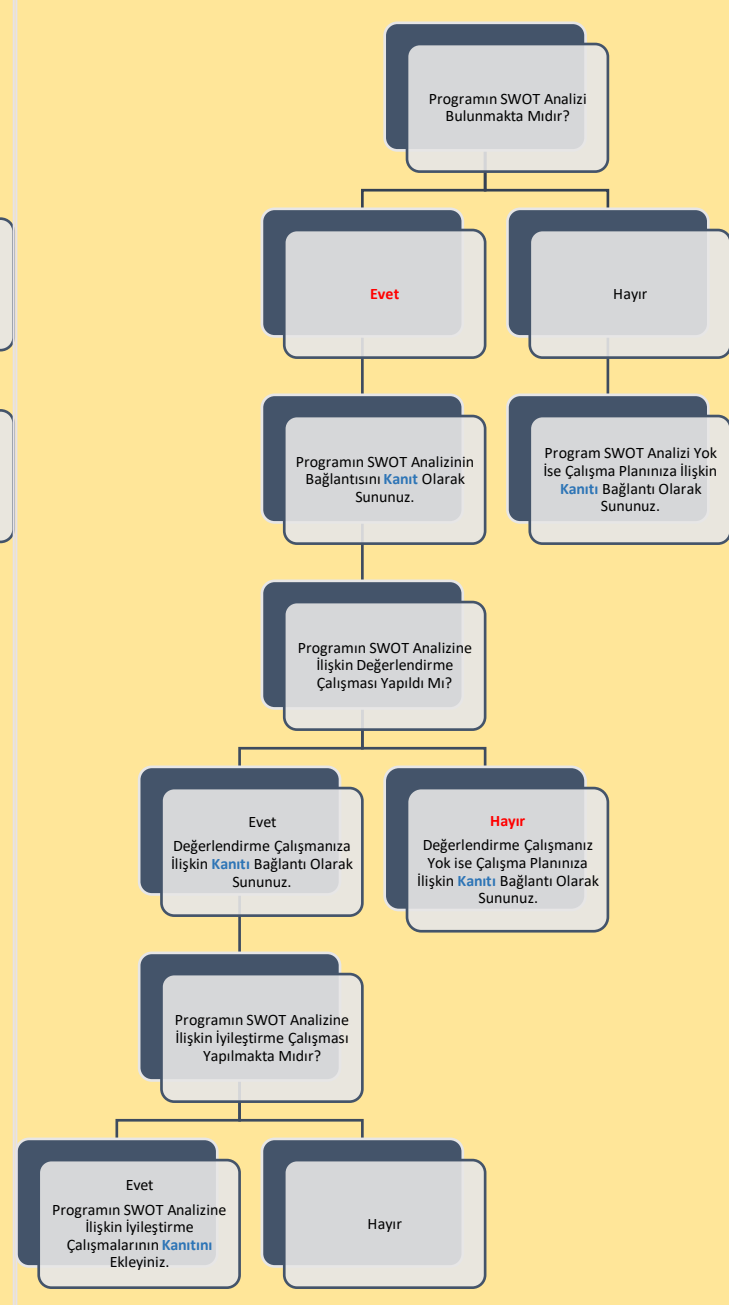 Programın SWOT Analizi
Bulunmakta Mıdır?
Evet
Hayır
Programın SWOT Analizinin
Bağlantısını Kanıt Olarak
Sununuz.
Program SWOT Analizi Yok
İse Çalışma Planınıza İlişkin
Kanıtı Bağlantı Olarak
Sununuz.
Programın SWOT Analizine
İlişkin Değerlendirme
Çalışması Yapıldı Mı?
Evet
Değerlendirme Çalışmanıza
İlişkin Kanıtı Bağlantı Olarak
Sununuz.
Hayır
Değerlendirme Çalışmanız
Yok ise Çalışma Planınıza
İlişkin Kanıtı Bağlantı Olarak
Sununuz.
Programın SWOT Analizine
İlişkin İyileştirme Çalışması
Yapılmakta Mıdır?
Evet
Programın SWOT Analizine
İlişkin İyileştirme
Çalışmalarının Kanıtını
Ekleyiniz.
Hayır